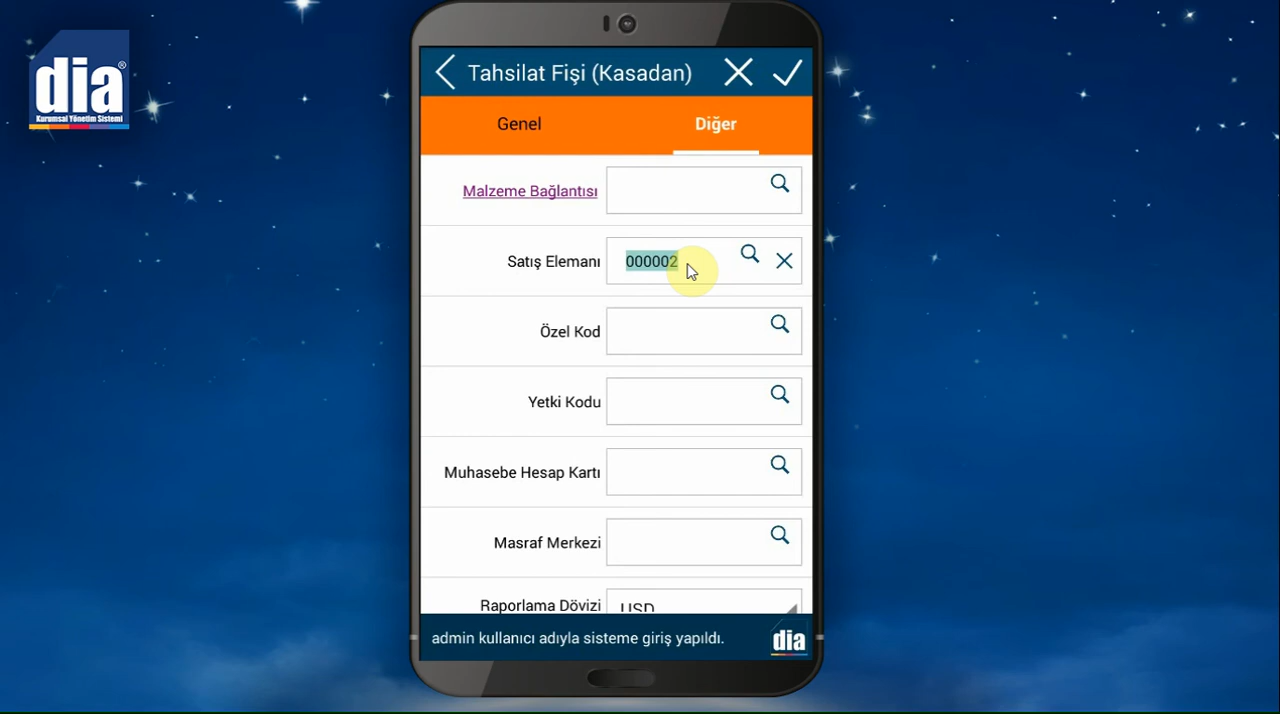 dia®
Kurumsal Yönetim Sistemi
Tahsilat Fişi (Kasadan)
Genel
Diğer
Malzeme Bağlantısı
Satış Elemanı 000002
Özel Kod
Yetki Kodu
Muhasebe Hesap Kartı
Masraf Merkezi
Raporlama Dövizi USD
admin kullanıcı adıyla sisteme giriş yapıldı.
dia